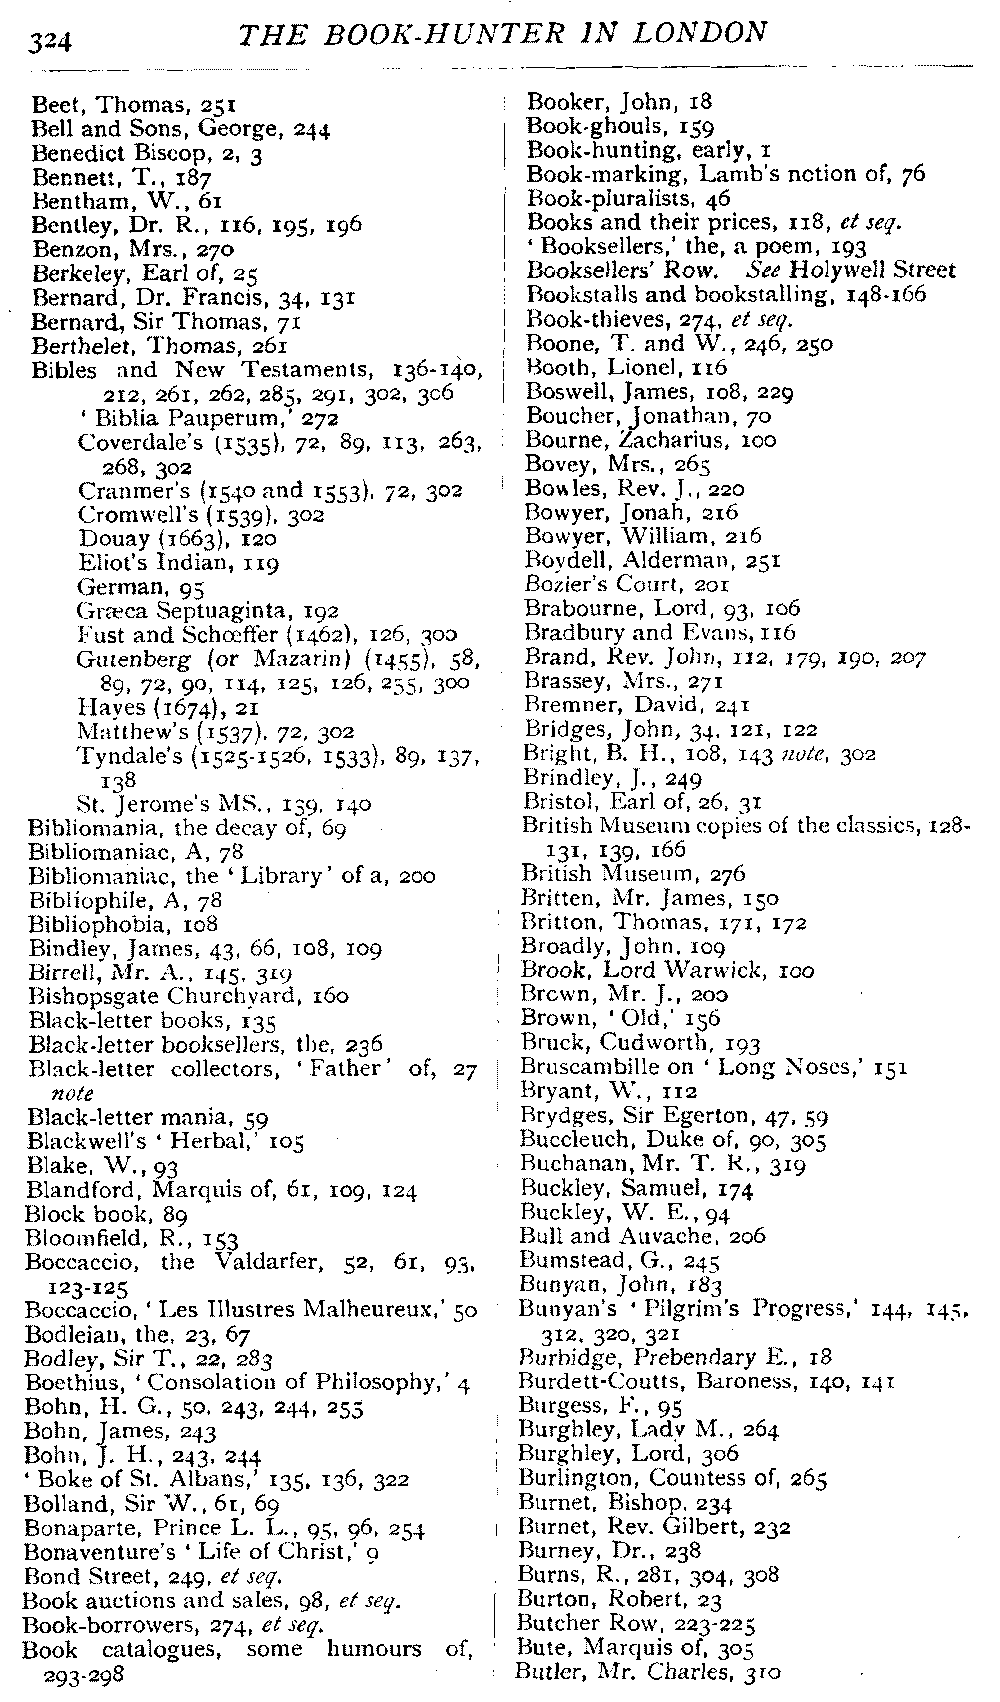 324 THE BOOK-HUNTER IN LONDON
Beet, Thomas, 251
Bell and Sons, George, 244
Benedict Biscop, 2, 3
Bennett, T., 187
Bentham, W., 61
Bentley, Dr. R., 116, 195, 196
Benzon, Mrs., 270
Berkeley, Earl of, 25
Bernard, Dr. Francis, 34, 131
Bernard, Sir Thomas, 71
Berthelet, Thomas, 261
Bibles and New Testaments, 136-140,
212, 261, 262, 285, 291, 302, 306
‘ Biblia Pauperum,’ 272
Coverdale's (1535), 72, 89, 113, 263,
268, 302
Cranmer's (1540 and 1553), 72, 302
Cromwell's (1539), 302
Douay (1663), 120
Eliot's Indian, 119
German, 95
Græca Septuaginta, 192
Fust and Schœffer (1462), 126, 300
Gutenberg (or Mazarin) (1455), 58,
89, 72, 90, 114, 125, 126, 255, 300
Hayes (1674), 21
Matthew's (1537), 72, 302
Tyndale's (1525-1526, 1533), 89, 137,
138
St. Jerome's MS., 139, 140
Bibliomania, the decay of, 69
Bibliomaniac, A, 78
Bibliomaniac, the ‘ Library’ of a, 200
Bibliophile, A, 78
Bibliophobia, 108
Bindley, James, 43, 66, 108, 109
Birrell, Mr. A., 145, 319
Bishopsgate Churchyard, 160
Black-letter books, 135
Black-letter booksellers, the, 236
Black-letter collectors, ‘ Father’ of, 27
note
Black-letter mania, 59
Blackwell's ‘ Herbal,’ 105
Blake, W., 93
Blandford, Marquis of, 61, 109, 124
Block book, 89
Bloomfield, R., 153
Boccaccio, the Valdarfer, 52, 61, 93,
123-125
Boccaccio, ‘ Les Illustres Malheureux,’ 50
Bodleian, the, 23, 67
Bodley, Sir T., 22, 283
Boethius, ‘ Consolation of Philosophy,’ 4
Bohn, H. G., 50, 243, 244, 255
Bohn, James, 243
Bohn, J. H., 243, 244
‘ Boke of St. Albans,’ 135, 136, 322
Bolland, Sir W., 61, 69
Bonaparte, Prince L. L., 95, 96, 254
Bonaventure's ‘ Life of Christ,’ 9
Bond Street, 249, et seq.
Book auctions and sales, 98, et seq.
Book-borrowers, 274, et seq.
Book catalogues, some humours of,
293-298
Booker, John, 18
Book-ghouls, 159
Book-hunting, early, 1
Book-marking, Lamb's notion of, 76
Book-pluralists, 46
Books and their prices, 118, et seq.
‘ Booksellers,’ the, a poem, 193
Booksellers' Row. See Holywell Street
Bookstalls and bookstalling, 148-166
Book-thieves, 274, et seq.
Boone, T. and W., 246, 250
Booth, Lionel, 116
Boswell, James, 108, 229
Boucher, Jonathan, 70
Bourne, Zacharius, 100
Bovey, Mrs., 265
Bowles, Rev. J., 220
Bowyer, Jonah, 216
Bowyer, William, 216
Boydell, Alderman, 251
Bozier's Court, 201
Brabourne, Lord, 93, 106
Bradbury and Evans, 116
Brand, Rev. John, 112, 179, 190, 207
Brassey, Mrs., 271
Bremner, David, 241
Bridges, John, 34, 121, 122
Bright, B. H., 108, 143 note, 302
Brindley, J., 249
Bristol, Earl of, 26, 31
British Museum copies of the classics, 128-
131, 139, 166
British Museum, 276
Britten, Mr. James, 150
Britton, Thomas, 171, 172
Broadly, John, 109
Brook, Lord Warwick, 100
Brown, Mr. J., 200
Brown, ‘ Old,’ 156
Bruck, Cudworth, 193
Bruscambille on ‘ Long Noses,’ 151
Bryant, W., 112
Brydges, Sir Egerton, 47, 59
Buccleuch, Duke of, 90, 305
Buchanan, Mr. T. R., 319
Buckley, Samuel, 174
Buckley, W. E., 94
Bull and Auvache, 206
Bumstead, G., 245
Bunyan, John, 183
Bunyan's ‘ Pilgrim's Progress,’ 144, 145,
312, 320, 321
Burbidge, Prebendary E., 18
Burdett-Coutts, Baroness, 140, 141
Burgess, F., 95
Burghley, Lady M., 264
Burghley, Lord, 306
Burlington, Countess of, 265
Burnet, Bishop, 234
Burnet, Rev. Gilbert, 232
Burney, Dr., 238
Burns, R., 281, 304, 308
Burton, Robert, 23
Butcher Row, 223-225
Bute, Marquis of, 305
Butler, Mr. Charles, 310